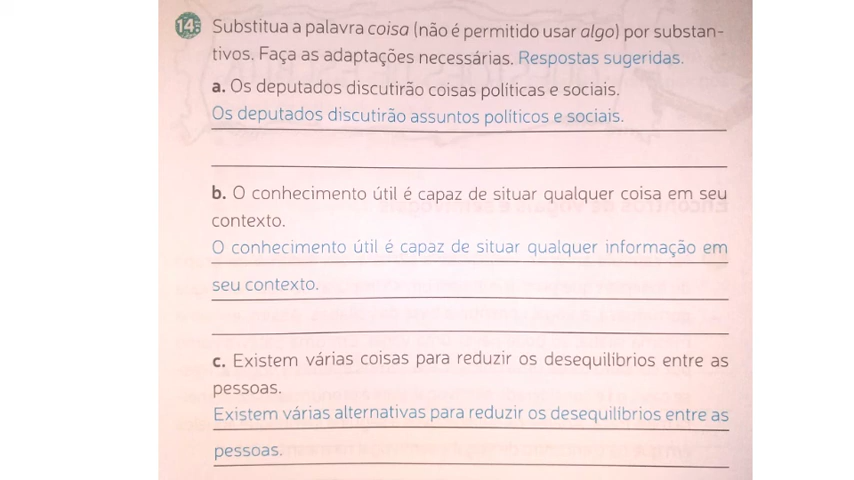 14 Substitua a palavra coisa (não é permitido usar algo) por substan-
tivos. Faça as adaptações necessárias. Respostas sugeridas.
a. Os deputados discutirão coisas políticas e sociais.
Os deputados discutirão assuntos políticos e sociais.
b. O conhecimento útil é capaz de situar qualquer coisa em seu
contexto.
O conhecimento útil é capaz de situar qualquer informação em
seu contexto.
c. Existem várias coisas para reduzir os desequilíbrios entre as
pessoas.
Existem várias alternativas para reduzir os desequilíbrios entre as
pessoas.